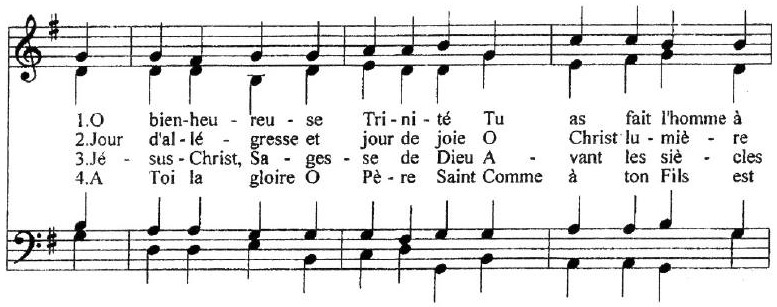 1.O bien-heu - reu - se Tri - ni - té Tu as fait l'homme à
2.Jour d'al - lé - gresse et jour de joie O Christ lu - miè - re
3.Jé - sus - Christ, Sa - ges - se de Dieu A - vant les siè - cles
4.A Toi la gloire O Pè - re Saint Comme à ton Fils est